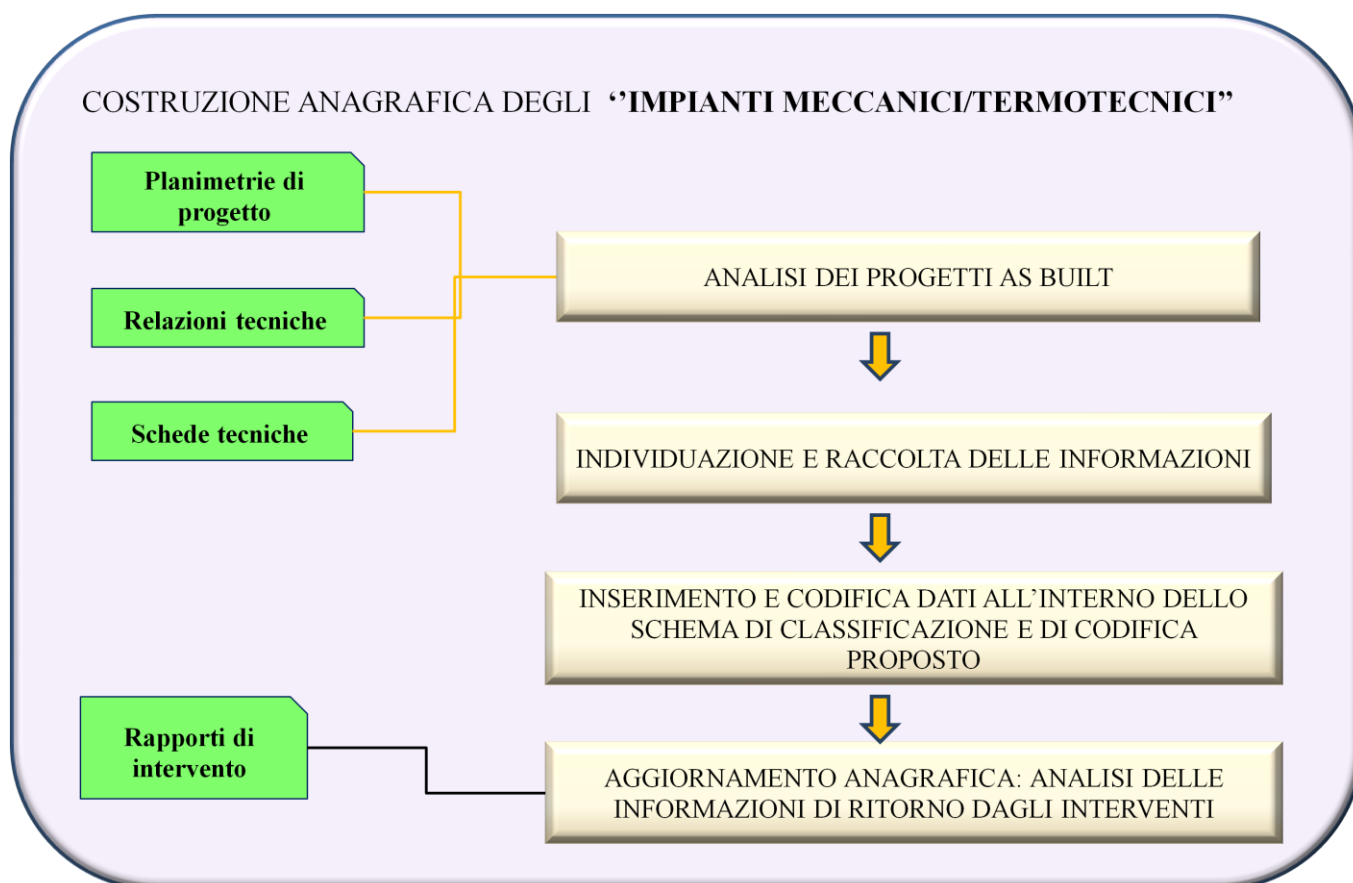 COSTRUZIONE ANAGRAFICA DEGLI ‘’IMPIANTI MECCANICI/TERMOTECNICI”
Planimetrie di
progetto
Relazioni tecniche
Schede tecniche
ANALISI DEI PROGETTI AS BUILT
INDIVIDUAZIONE E RACCOLTA DELLE INFORMAZIONI
INSERIMENTO E CODIFICA DATI ALL’INTERNO DELLO
SCHEMA DI CLASSIFICAZIONE E DI CODIFICA
PROPOSTO
Rapporti di
intervento
AGGIORNAMENTO ANAGRAFICA: ANALISI DELLE
INFORMAZIONI DI RITORNO DAGLI INTERVENTI